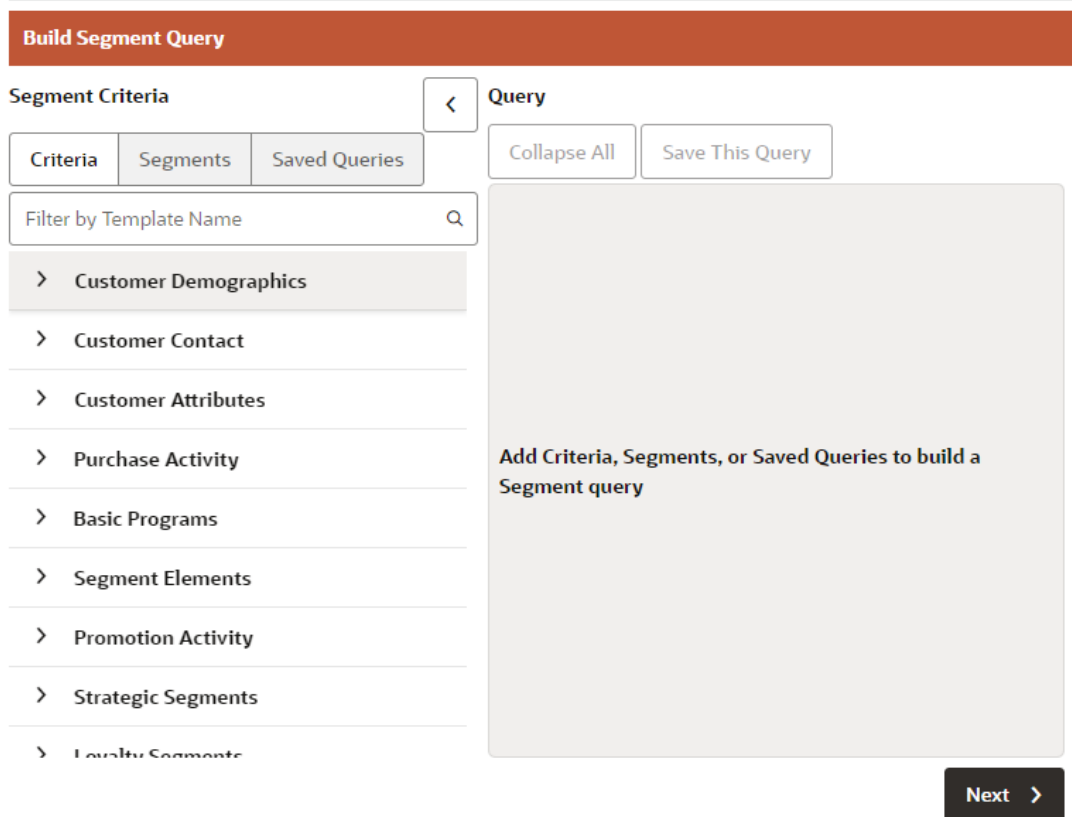 Build Segment Query
Segment Criteria
Criteria
Segments
Saved Queries
Filter by Template Name
Customer Demographics
Customer Contact
Customer Attributes
Purchase Activity
Basic Programs
Segment Elements
Promotion Activity
Strategic Segments
Loyalty Segments
Query
Collapse All
Save This Query
Add Criteria, Segments, or Saved Queries to build a
Segment query
Next